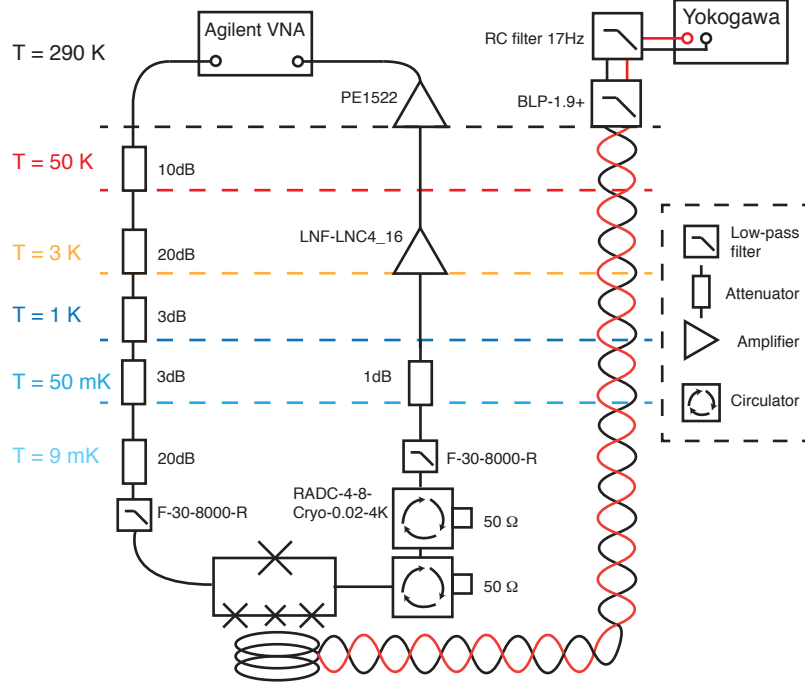 Agilent VNA
Yokogawa
RC filter 17Hz
T = 290 K
PE1522
BLP-1.9+
T = 50 K
10dB
T = 3 K
20dB
LNF-LNC4_16
Low-pass
filter
Attenuator
T = 1 K
3dB
Amplifier
T = 50 mK
3dB
1dB
Circulator
T = 9 mK
20dB
F-30-8000-R
F-30-8000-R
RADC-4-8-
Cryo-0.02-4K
50 Ω
50 Ω